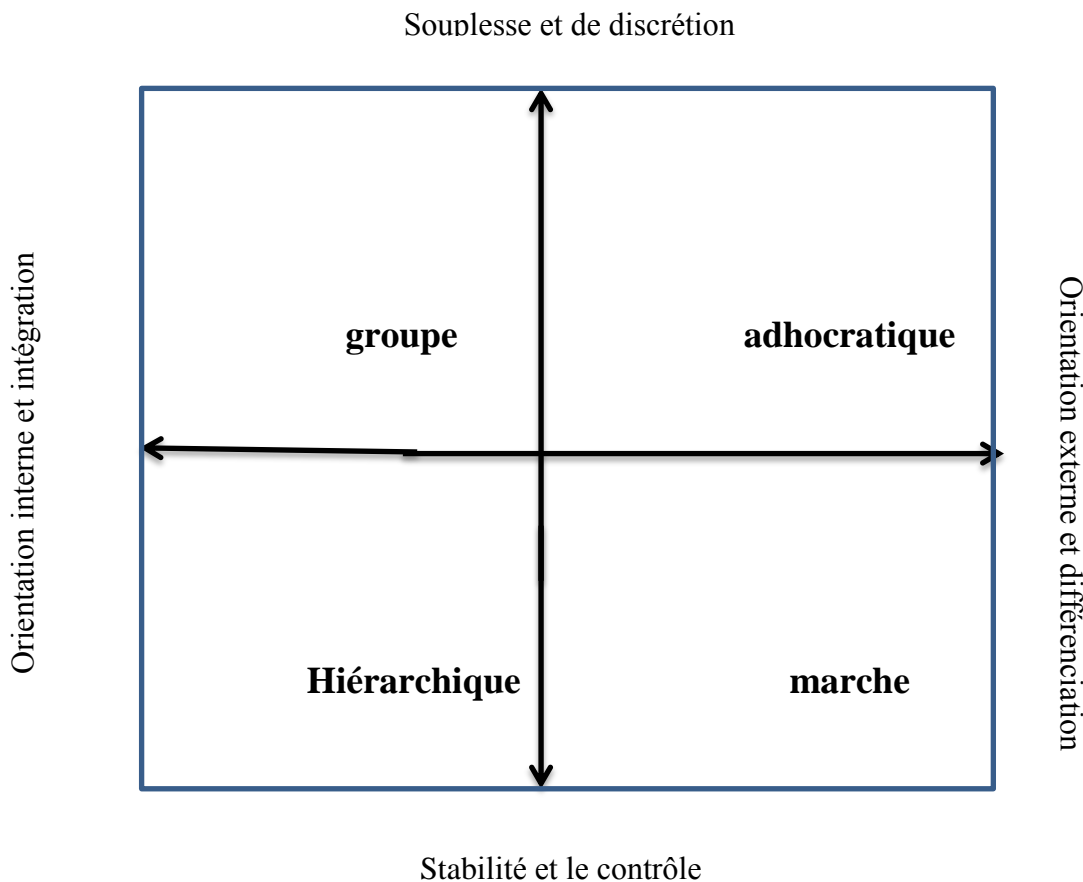 Souplesse et de discrétion
Orientation interne et intégration
groupe
adhocratique
Orientation externe et différenciation
Hiérarchique
marche
Stabilité et le contrôle